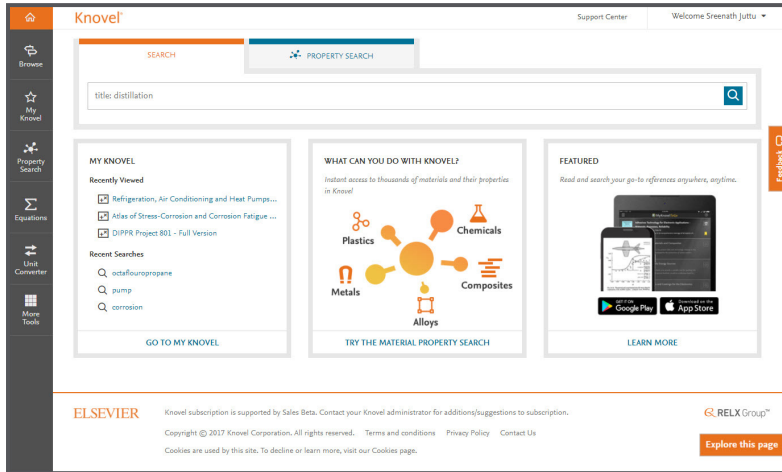 Knovel®
Support Center
Welcome Sreenath Juttu
Browse
My
Knovel
Property
Search
Equations
Unit
Converter
More
Tools
SEARCH
PROPERTY SEARCH
title: distillation
Feedback
MY KNOVEL
Recently Viewed
Refrigeration, Air Conditioning and Heat Pumps...
Atlas of Stress-Corrosion and Corrosion Fatigue ...
DIPPR Project 801 - Full Version
Recent Searches
octaflouropropane
pump
corrosion
GO TO MY KNOVEL
WHAT CAN YOU DO WITH KNOVEL?
Instant access to thousands of materials and their properties
in Knovel
Plastics
Chemicals
Metals
Composites
Alloys
TRY THE MATERIAL PROPERTY SEARCH
FEATURED
Read and search your go-to references anywhere, anytime.
GET IT ON
Google Play
Download on the
App Store
LEARN MORE
ELSEVIER
Knovel subscription is supported by Sales Beta. Contact your Knovel administrator for additions/suggestions to subscription.
Copyright © 2017 Knovel Corporation. All rights reserved. Terms and conditions Privacy Policy Contact Us
Cookies are used by this site. To decline or learn more, visit our Cookies page.
RELX Group™
Explore this page